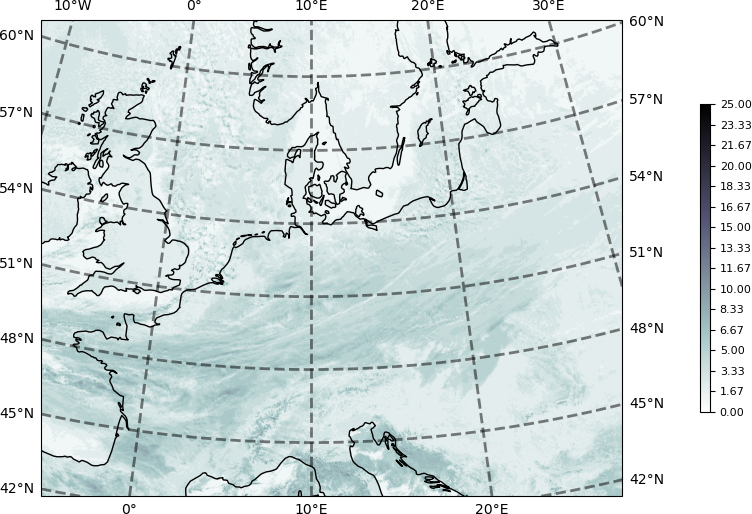 10°W 0° 10°E 20°E 30°E
60°N 60°N
57°N 57°N
54°N 54°N
51°N 51°N
48°N 48°N
45°N 45°N
42°N 42°N
0° 10°E 20°E
25.00
23.33
21.67
20.00
18.33
16.67
15.00
13.33
11.67
10.00
8.33
6.67
5.00
3.33
1.67
0.00